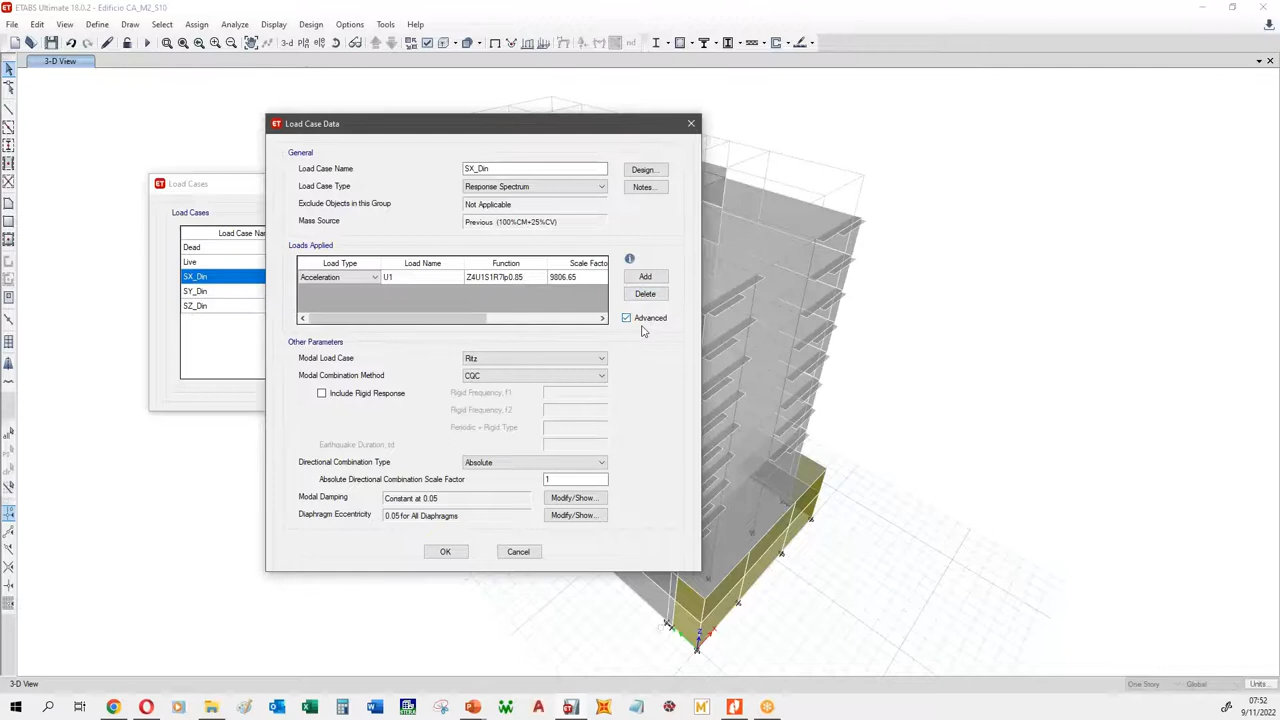 ETABS Ultimate 18.0.2 - Edificio CA_M2_S10
File Edit View Define Draw Select Assign Analyze Display Design Options Tools Help
3-d
nd
3-D View
Load Cases
Load Cases
Load Case Nam
Dead
Live
SX_Din
SY_Din
SZ_Din
Load Case Data
General
Load Case Name SX_Din Design...
Load Case Type Response Spectrum Notes...
Exclude Objects in this Group Not Applicable
Mass Source Previous (100%CM+25%CV)
Loads Applied
Load Type Load Name Function Scale Facto
Acceleration U1 Z4U1S1R7Ip0.85 9806.65
Add
Delete
Advanced
Other Parameters
Modal Load Case Ritz
Modal Combination Method CQC
Include Rigid Response Rigid Frequency, f1
Rigid Frequency, f2
Periodic + Rigid Type
Earthquake Duration, td
Directional Combination Type Absolute
Absolute Directional Combination Scale Factor 1
Modal Damping Constant at 0.05 Modify/Show...
Diaphragm Eccentricity 0.05 for All Diaphragms Modify/Show...
OK Cancel
3-D View One Story Global Units...
07:52
9/11/2022